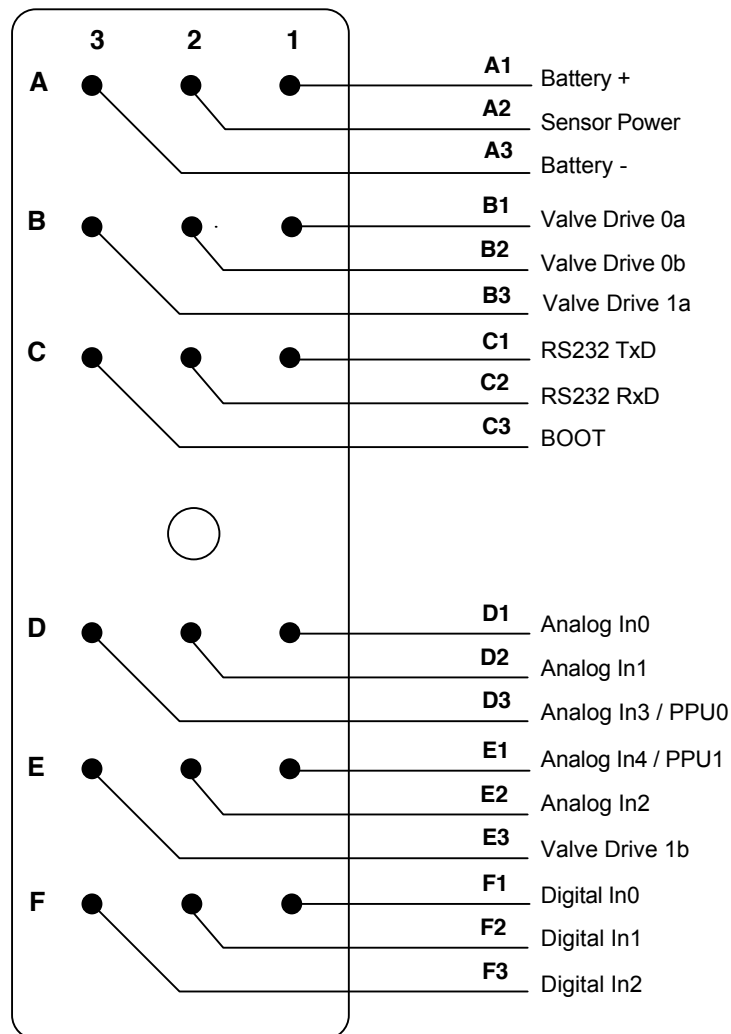 3 2 1
A A1 Battery +
A2 Sensor Power
A3 Battery -
B B1 Valve Drive 0a
B2 Valve Drive 0b
B3 Valve Drive 1a
C C1 RS232 TxD
C2 RS232 RxD
C3 BOOT
D D1 Analog In0
D2 Analog In1
D3 Analog In3 / PPU0
E E1 Analog In4 / PPU1
E2 Analog In2
E3 Valve Drive 1b
F F1 Digital In0
F2 Digital In1
F3 Digital In2